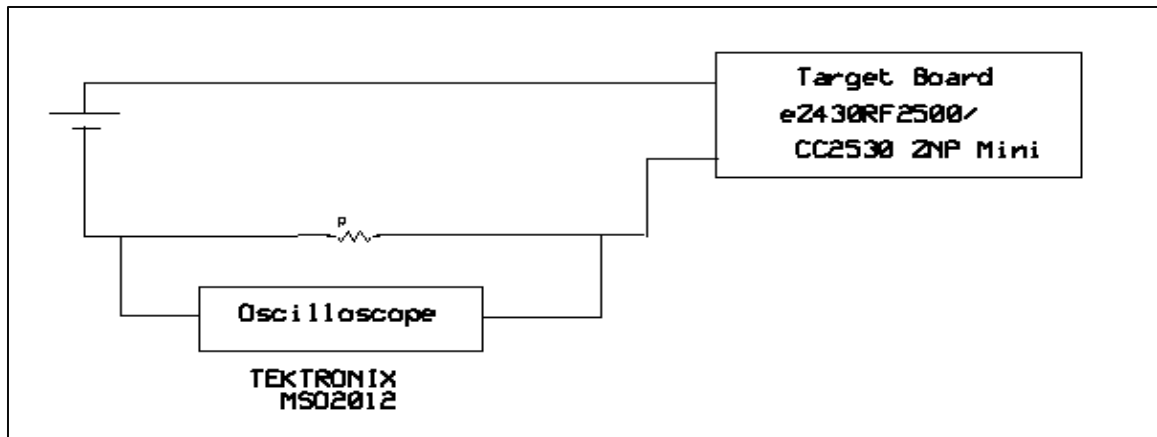 Target Board
eZ430RF2500/
CC2530 ZNP Mini
R
Oscilloscope
TEKTRONIX
MSO2012